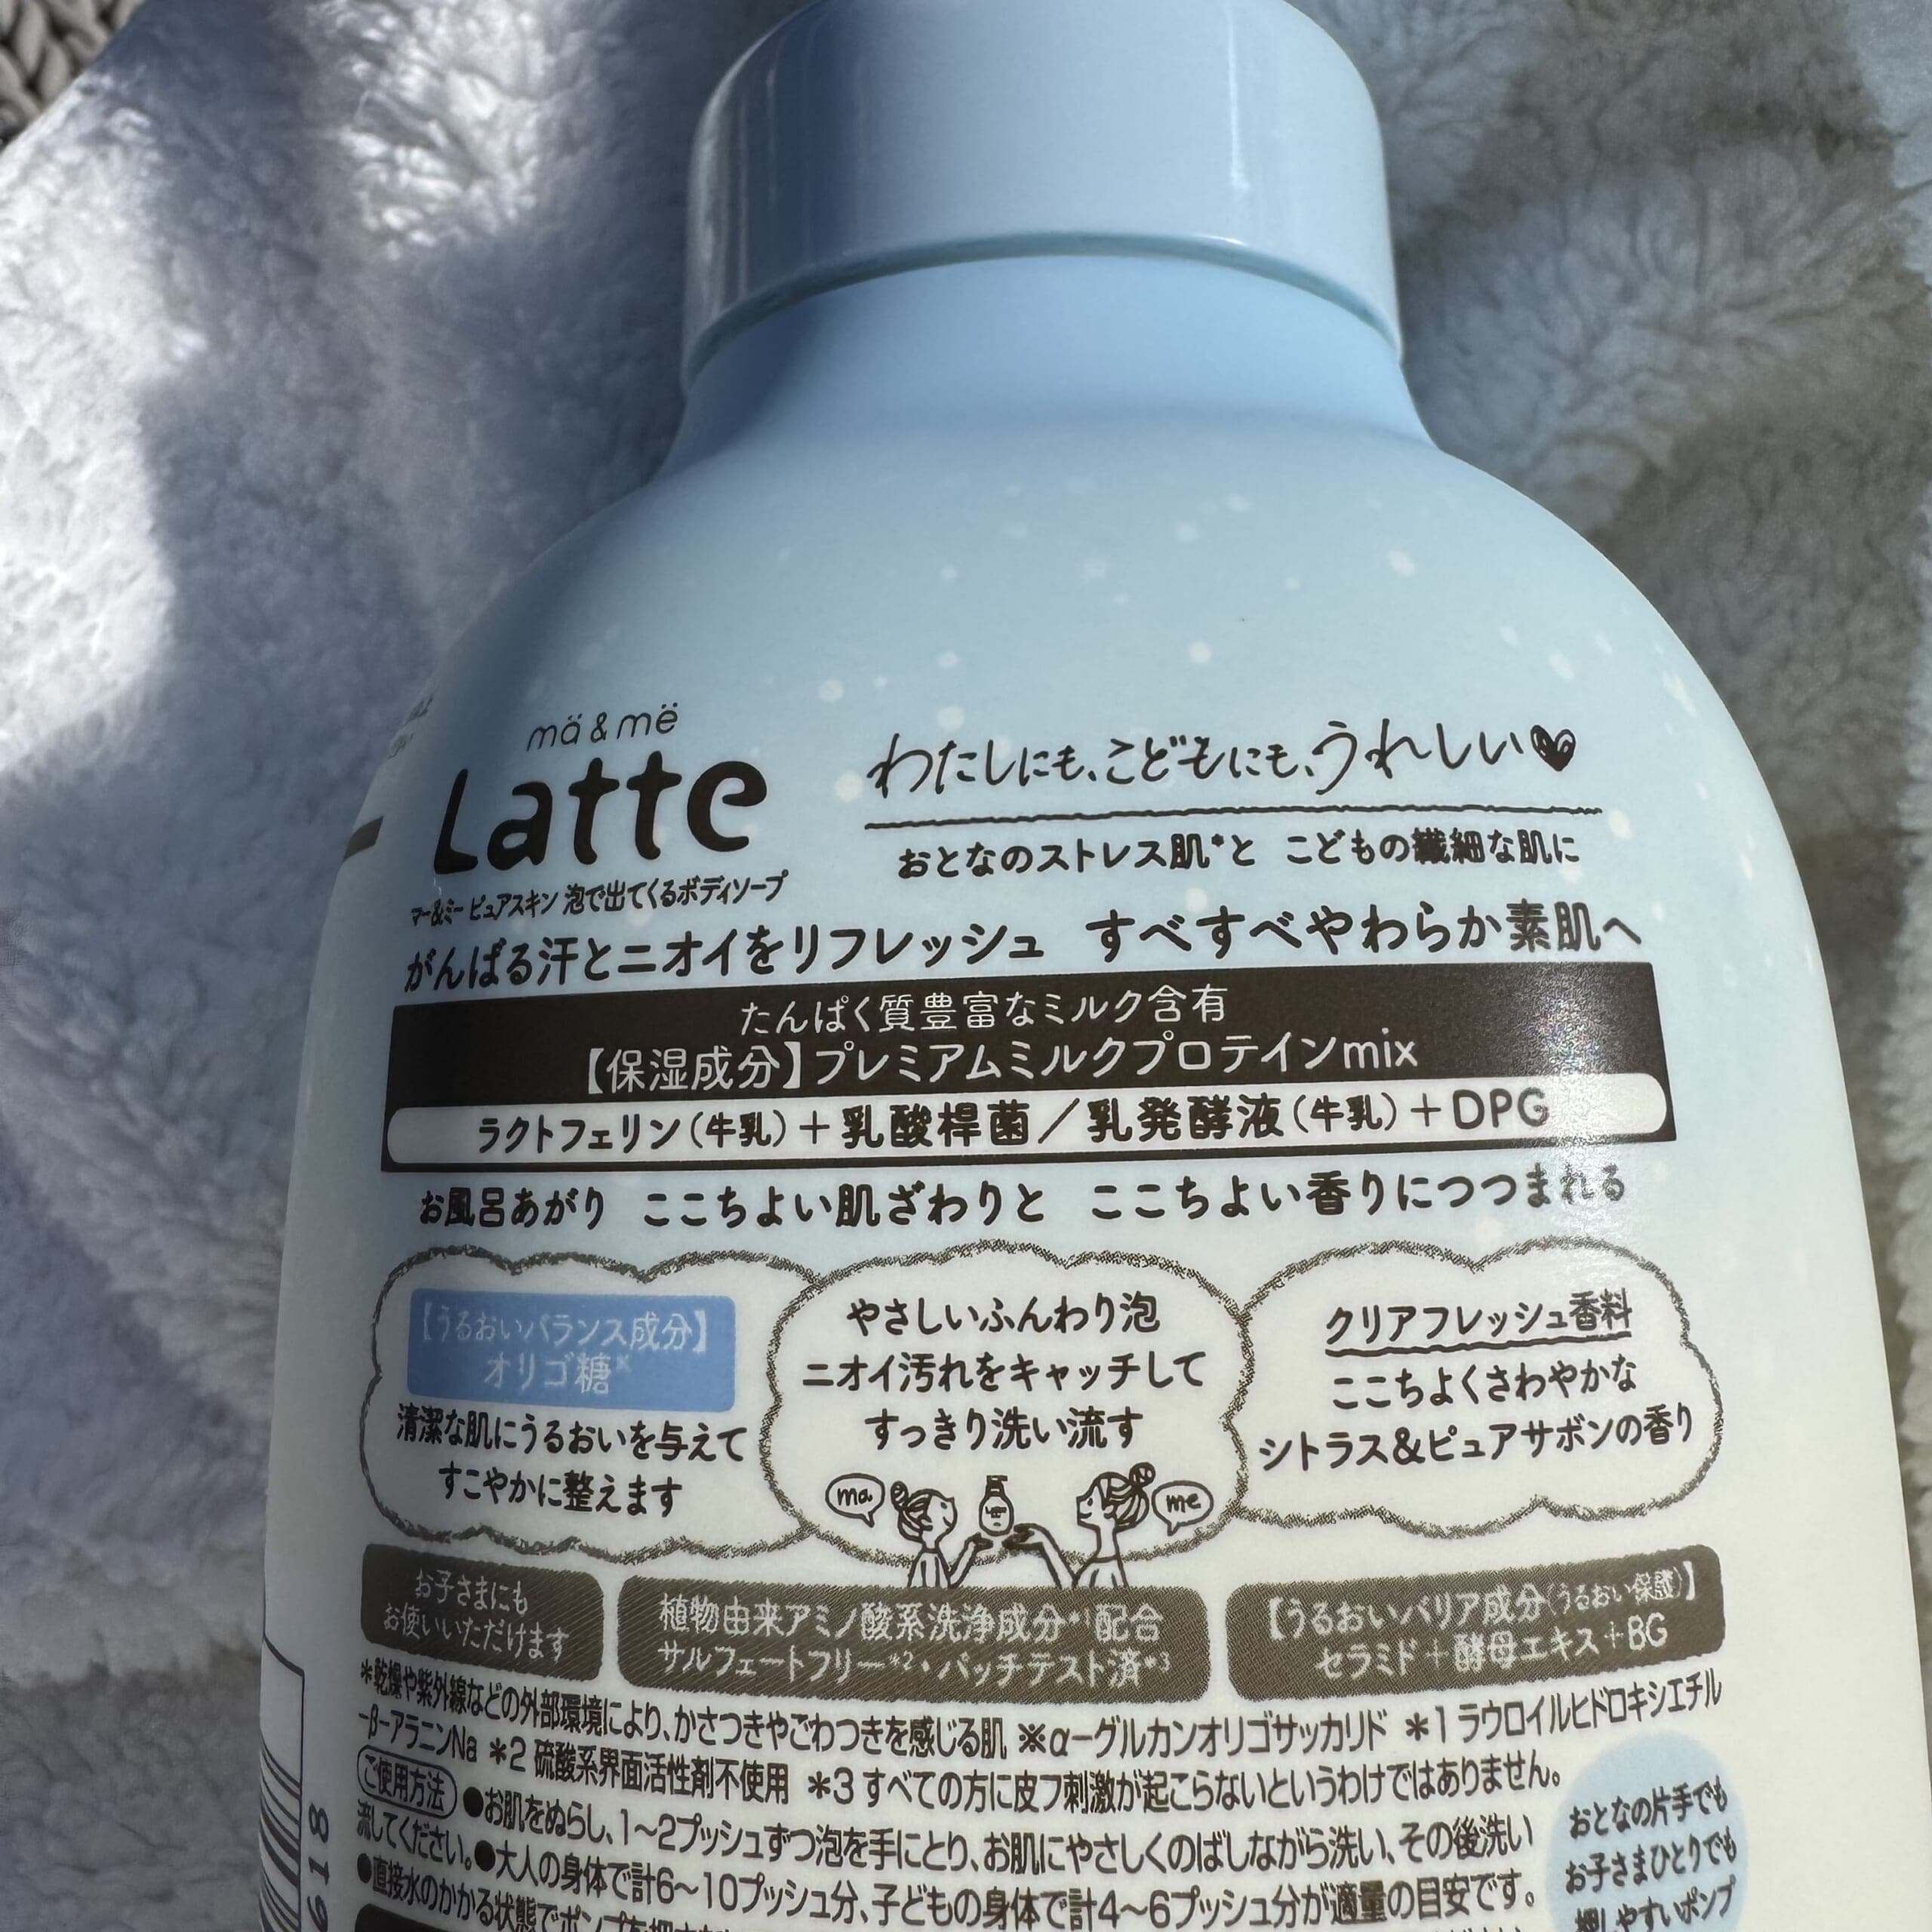 mä & më
Latte
マー&ミー ピュアスキン 泡で出てくるボディソープ
わたしにも、こどもにも、うれしい
おとなのストレス肌*と こどもの繊細な肌に
がんばる汗とニオイをリフレッシュ すべすべやわらか素肌へ
たんぱく質豊富なミルク含有
【保湿成分】プレミアムミルクプロテインmix
ラクトフェリン(牛乳)+乳酸桿菌/乳発酵液(牛乳)+DPG
お風呂あがり ここちよい肌ざわりと ここちよい香りにつつまれる
【うるおいバランス成分】
オリゴ糖※
清潔な肌にうるおいを与えて
すこやかに整えます
やさしいふんわり泡
ニオイ汚れをキャッチして
すっきり洗い流す
ma
me
クリアフレッシュ香料
ここちよくさわやかな
シトラス&ピュアサボンの香り
お子さまにも
お使いいただけます
植物由来アミノ酸系洗浄成分*1配合
サルフェートフリー*2・パッチテスト済*3
【うるおいバリア成分(うるおい保護)】
セラミド+酵母エキス+BG
*乾燥や紫外線などの外部環境により、かさつきやごわつきを感じる肌 ※α-グルカンオリゴサッカリド *1 ラウロイルヒドロキシエチル
-β-アラニンNa *2 硫酸系界面活性剤不使用 *3 すべての方に皮フ刺激が起こらないというわけではありません。
ご使用方法 ●お肌をぬらし、1~2プッシュずつ泡を手にとり、お肌にやさしくのばしながら洗い、その後洗い
流してください。●大人の身体で計6~10プッシュ分、子どもの身体で計4~6プッシュ分が適量の目安です。
●直接水のかかる状態でポンプを
おとなの片手でも
お子さまひとりでも
押しやすいポンプ